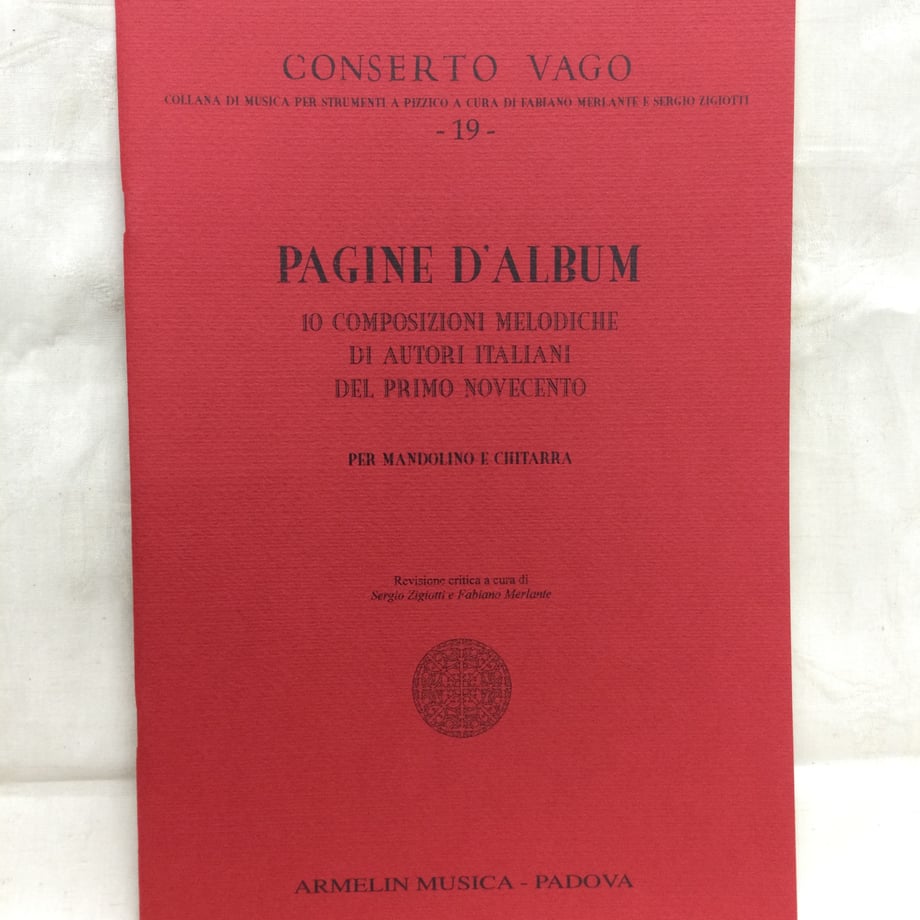 CONSERTO VAGO
COLLANA DI MUSICA PER STRUMENTI A PIZZICO A CURA DI FABIANO MERLANTE E SERGIO ZIGIOTTI
- 19 -
PAGINE D'ALBUM
10 COMPOSIZIONI MELODICHE
DI AUTORI ITALIANI
DEL PRIMO NOVECENTO
PER MANDOLINO E CHITARRA
Revisione critica a cura di
Sergio Zigiotti e Fabiano Merlante
ARMELIN MUSICA - PADOVA